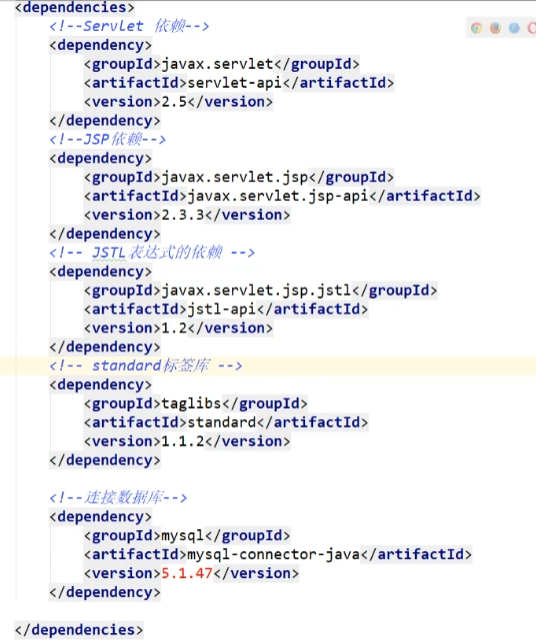 <dependencies>
    <!--Servlet 依赖-->
    <dependency>
        <groupId>javax.servlet</groupId>
        <artifactId>servlet-api</artifactId>
        <version>2.5</version>
    </dependency>
    <!--JSP依赖-->
    <dependency>
        <groupId>javax.servlet.jsp</groupId>
        <artifactId>javax.servlet.jsp-api</artifactId>
        <version>2.3.3</version>
    </dependency>
    <!-- JSTL表达式的依赖 -->
    <dependency>
        <groupId>javax.servlet.jsp.jstl</groupId>
        <artifactId>jstl-api</artifactId>
        <version>1.2</version>
    </dependency>
    <!-- standard标签库 -->
    <dependency>
        <groupId>taglibs</groupId>
        <artifactId>standard</artifactId>
        <version>1.1.2</version>
    </dependency>

    <!--连接数据库-->
    <dependency>
        <groupId>mysql</groupId>
        <artifactId>mysql-connector-java</artifactId>
        <version>5.1.47</version>
    </dependency>

</dependencies>